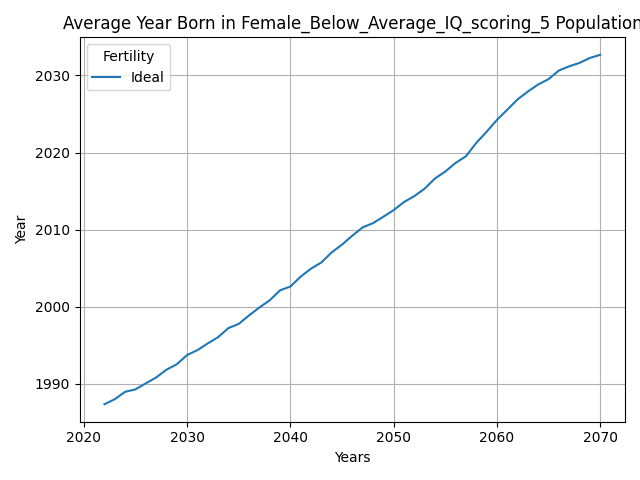 Average Year Born in Female_Below_Average_IQ_scoring_5 Population
Fertility
Ideal
2030
2020
2010
2000
1990
Year
2020 2030 2040 2050 2060 2070
Years